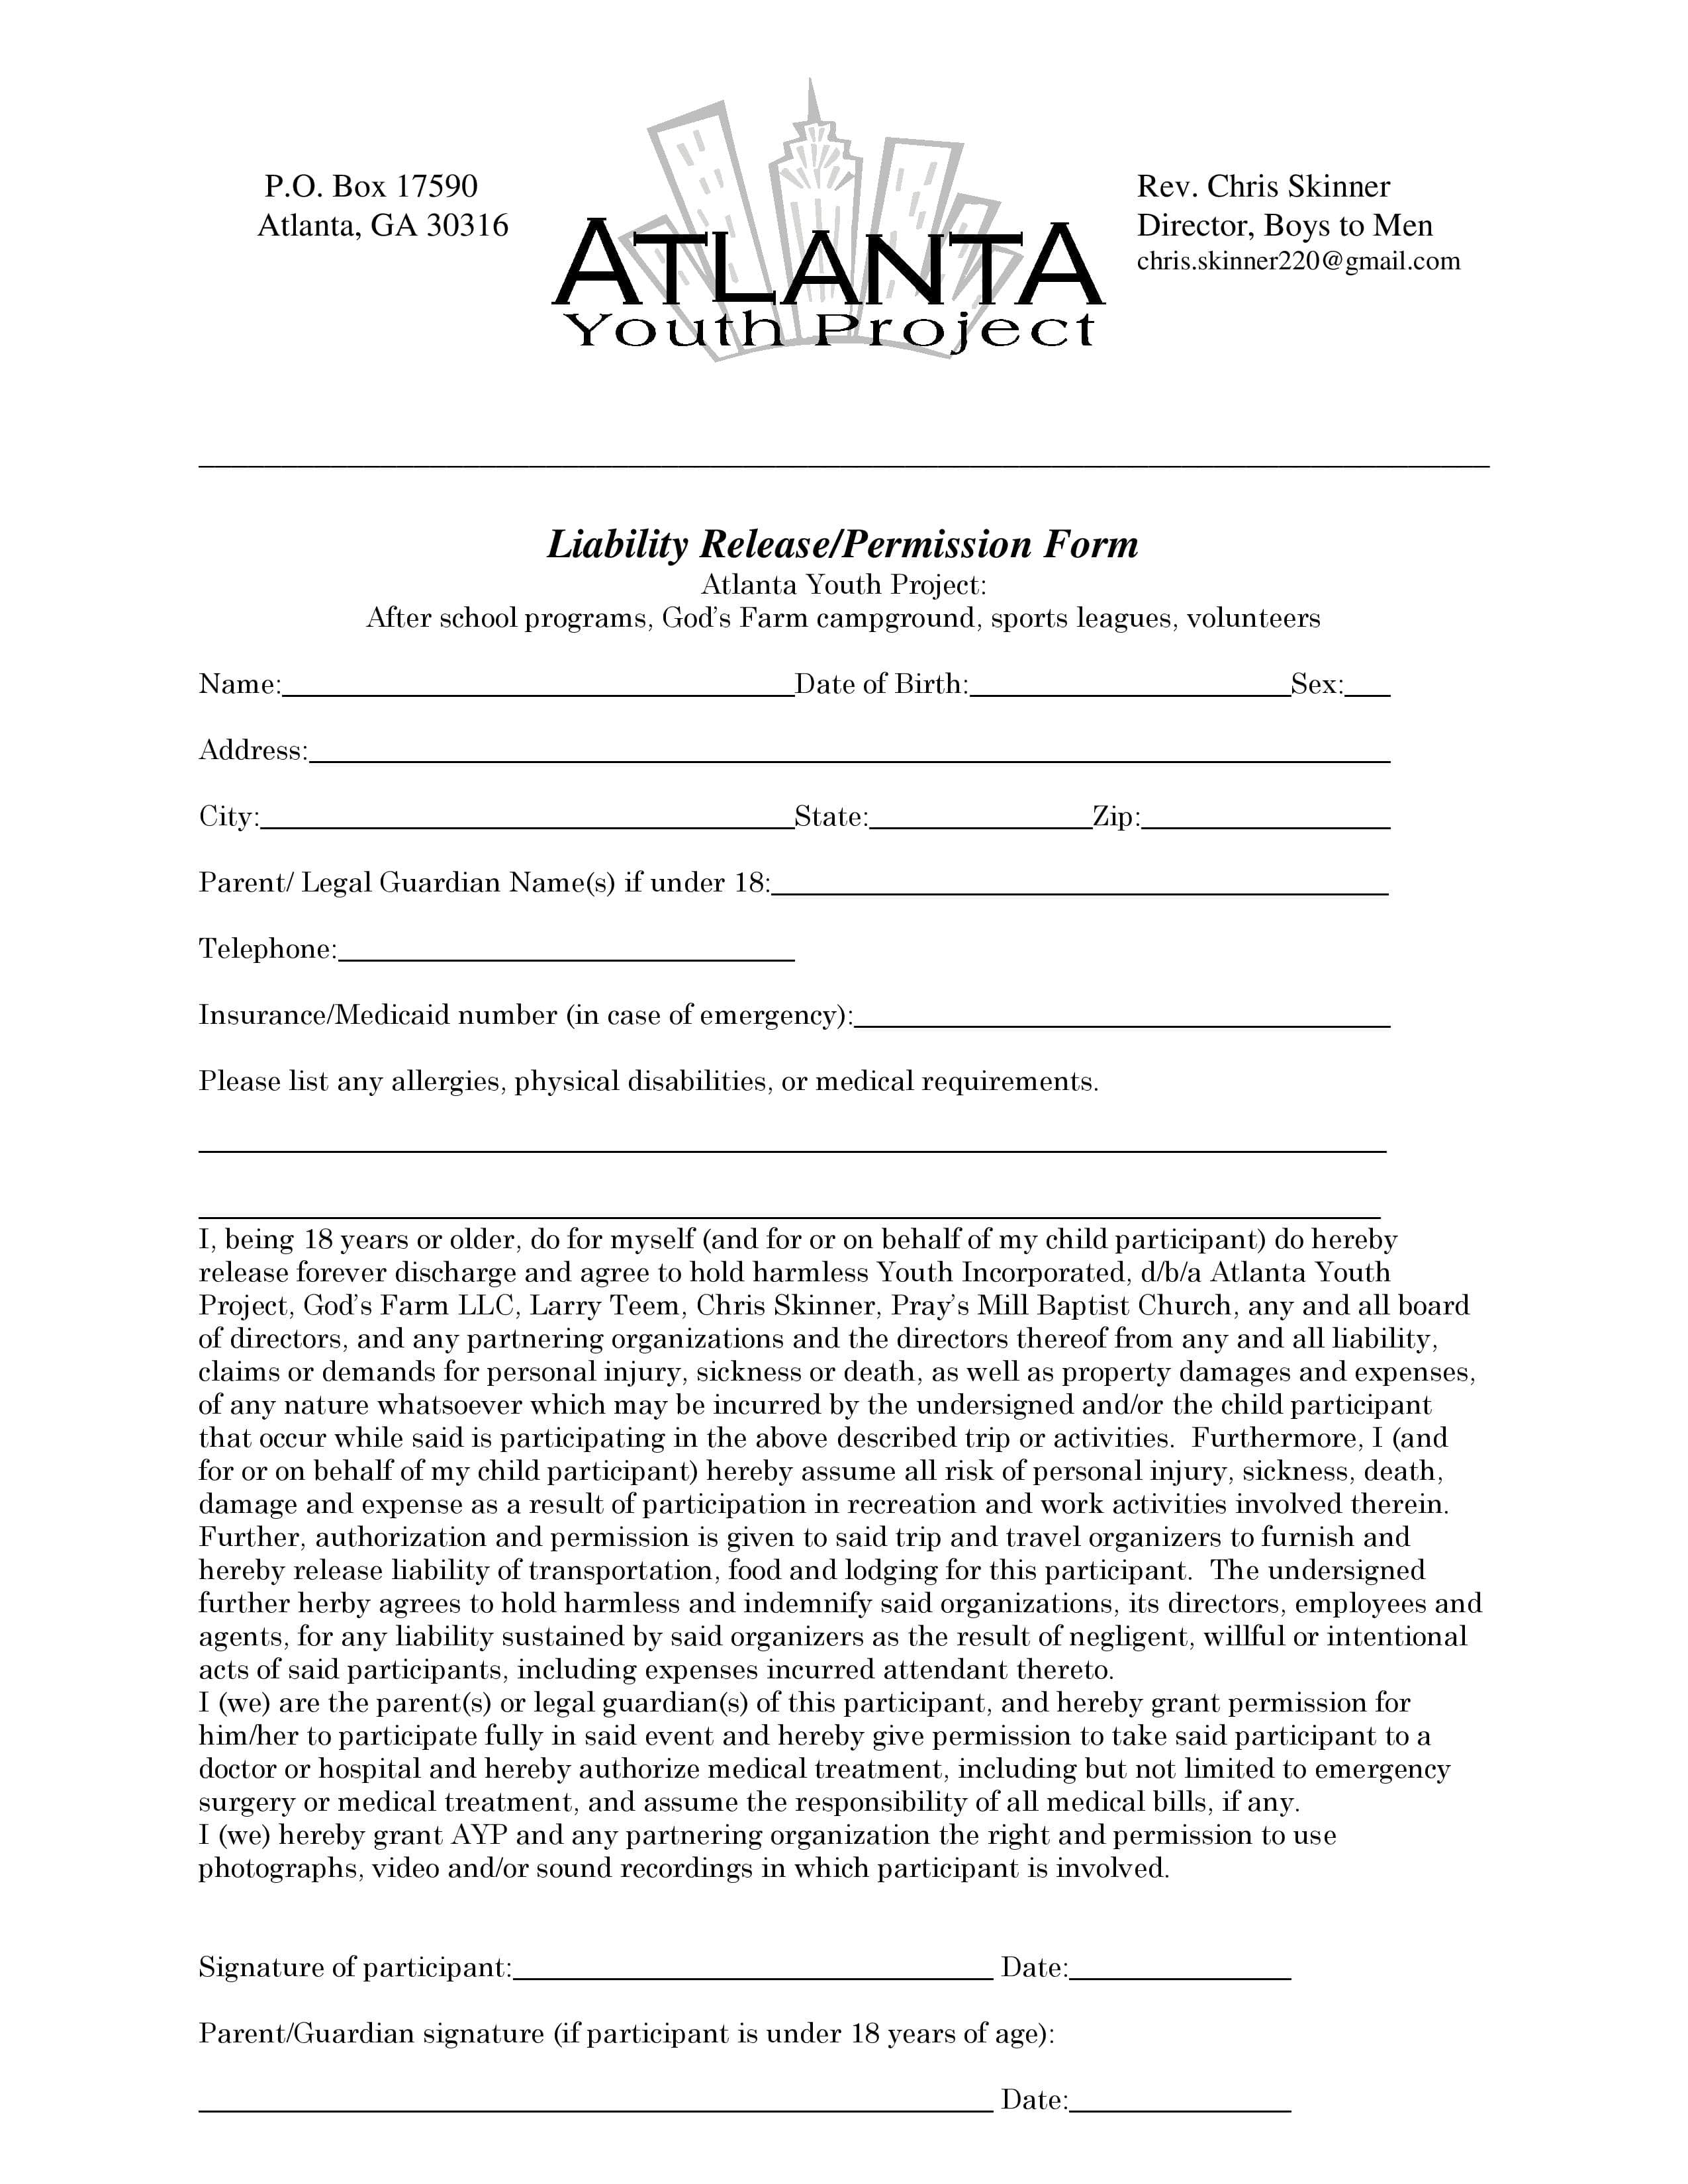 P.O. Box 17590
Atlanta, GA 30316
ATLANTA
Youth Project
Rev. Chris Skinner
Director, Boys to Men
chris.skinner220@gmail.com
Liability Release/Permission Form
Atlanta Youth Project:
After school programs, God’s Farm campground, sports leagues, volunteers
Name:____________________Date of Birth:____________________Sex:___
Address:____________________
City:____________________State:__________Zip:__________
Parent/ Legal Guardian Name(s) if under 18:____________________
Telephone:____________________
Insurance/Medicaid number (in case of emergency):____________________
Please list any allergies, physical disabilities, or medical requirements.
I, being 18 years or older, do for myself (and for or on behalf of my child participant) do hereby
release forever discharge and agree to hold harmless Youth Incorporated, d/b/a Atlanta Youth
Project, God’s Farm LLC, Larry Teem, Chris Skinner, Pray’s Mill Baptist Church, any and all board
of directors, and any partnering organizations and the directors thereof from any and all liability,
claims or demands for personal injury, sickness or death, as well as property damages and expenses,
of any nature whatsoever which may be incurred by the undersigned and/or the child participant
that occur while said is participating in the above described trip or activities.  Furthermore, I (and
for or on behalf of my child participant) hereby assume all risk of personal injury, sickness, death,
damage and expense as a result of participation in recreation and work activities involved therein.
Further, authorization and permission is given to said trip and travel organizers to furnish and
hereby release liability of transportation, food and lodging for this participant.  The undersigned
further herby agrees to hold harmless and indemnify said organizations, its directors, employees and
agents, for any liability sustained by said organizers as the result of negligent, willful or intentional
acts of said participants, including expenses incurred attendant thereto.
I (we) are the parent(s) or legal guardian(s) of this participant, and hereby grant permission for
him/her to participate fully in said event and hereby give permission to take said participant to a
doctor or hospital and hereby authorize medical treatment, including but not limited to emergency
surgery or medical treatment, and assume the responsibility of all medical bills, if any.
I (we) hereby grant AYP and any partnering organization the right and permission to use
photographs, video and/or sound recordings in which participant is involved.
Signature of participant:____________________ Date:__________
Parent/Guardian signature (if participant is under 18 years of age):
____________________ Date:__________